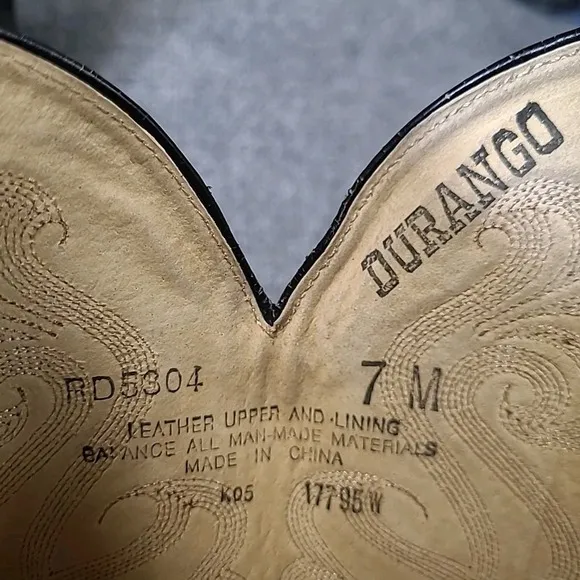 DURANGO
RD5304 7 M
LEATHER UPPER AND LINING
BALANCE ALL MAN-MADE MATERIALS
MADE IN CHINA
K05 17795W